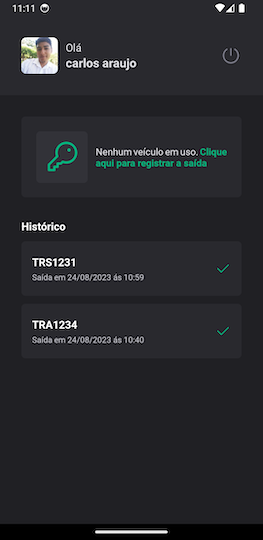 11:11
Olá
carlos araujo
Nenhum veículo em uso. Clique
aqui para registrar a saída
Histórico
TRS1231
Saída em 24/08/2023 ás 10:59
TRA1234
Saída em 24/08/2023 ás 10:40